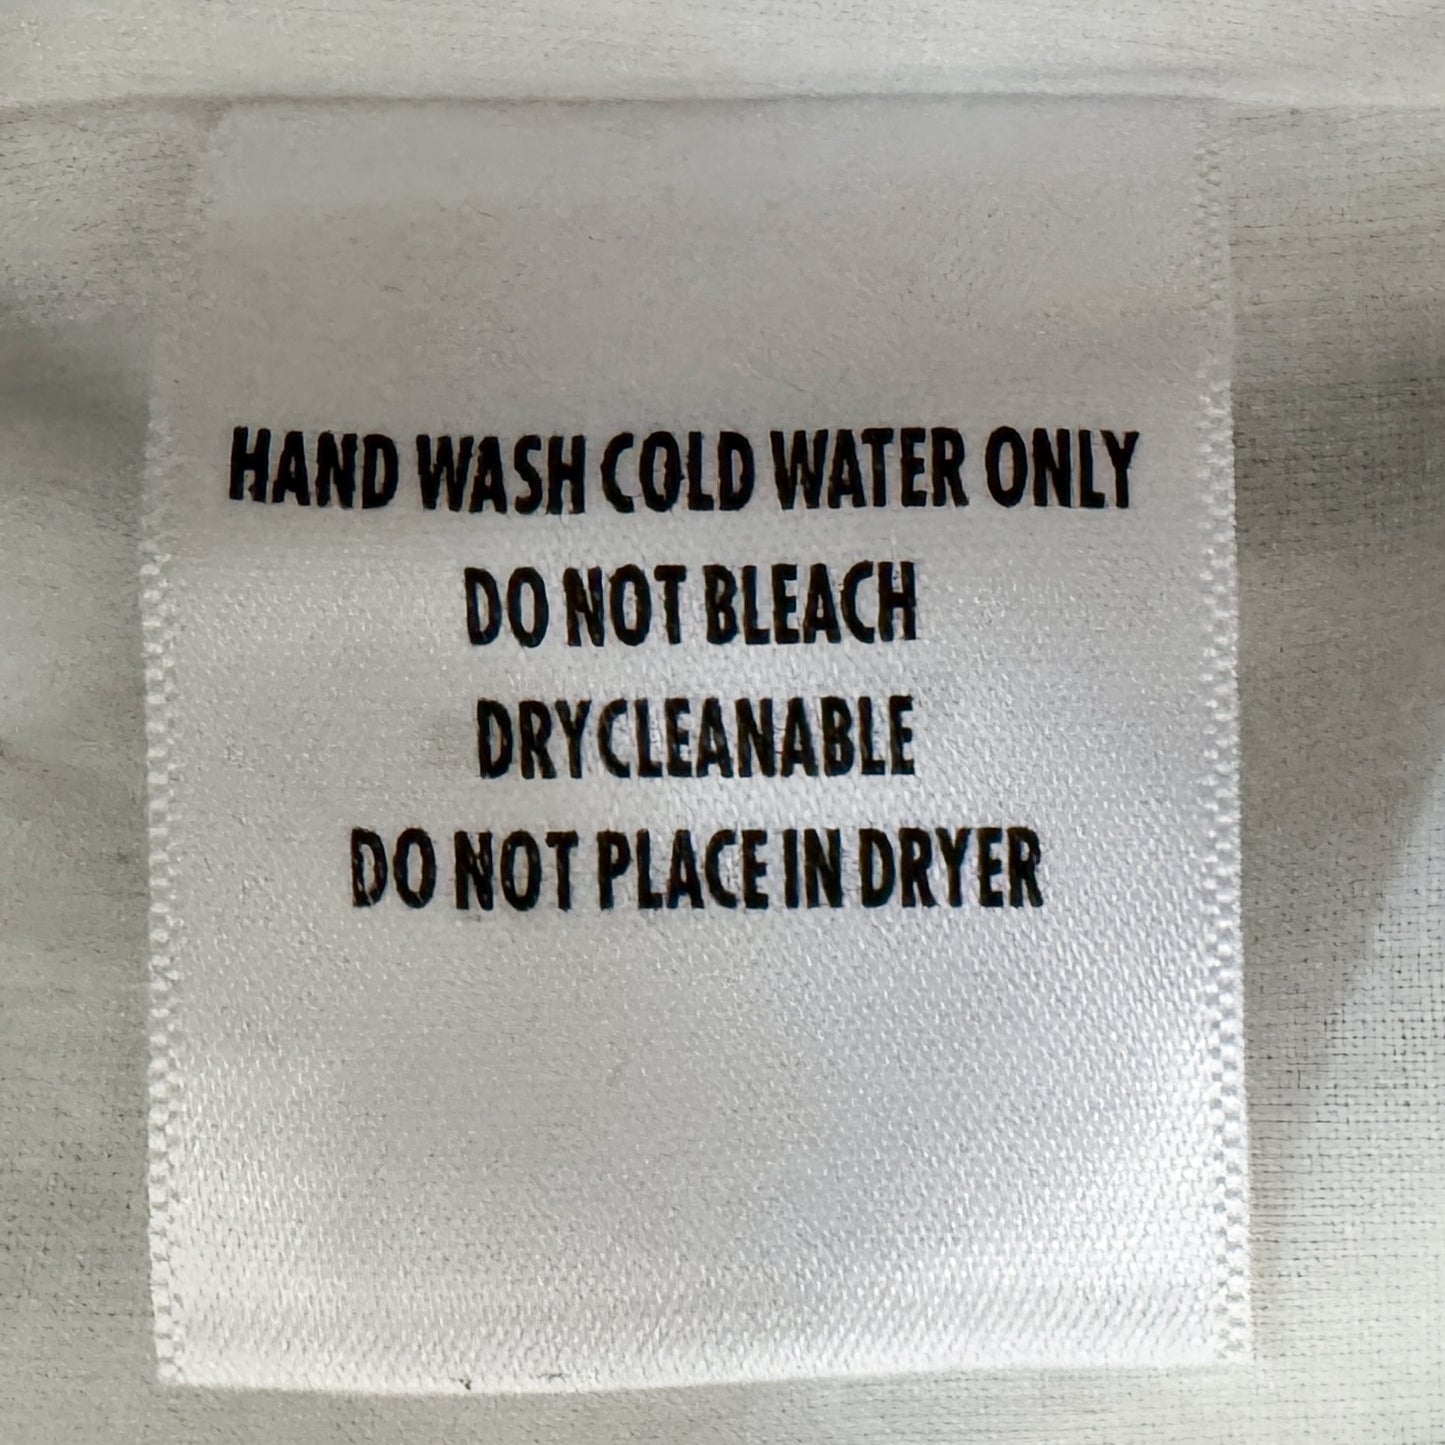 HAND WASH COLD WATER ONLY
DO NOT BLEACH
DRYCLEANABLE
DO NOT PLACE IN DRYER